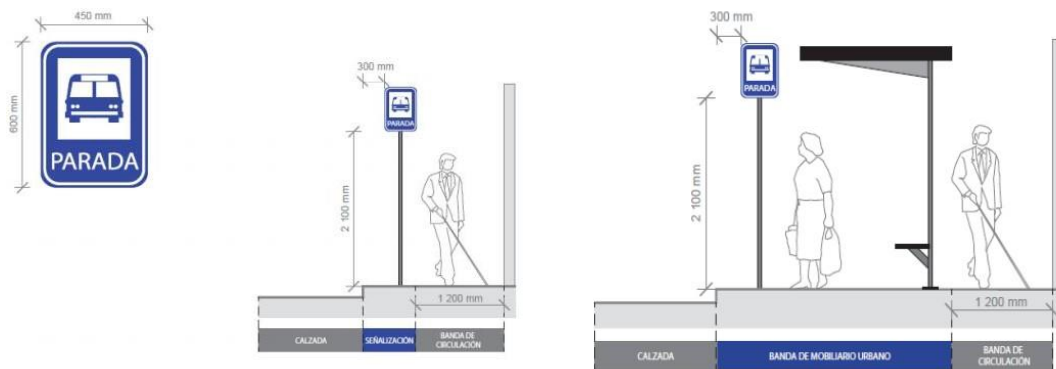 450 mm
600 mm
PARADA
300 mm
PARADA
2 100 mm
1 200 mm
CALZADA
SEÑALIZACIÓN
BANDA DE
CIRCULACIÓN
300 mm
PARADA
2 100 mm
1 200 mm
CALZADA
BANDA DE MOBILIARIO URBANO
BANDA DE
CIRCULACIÓN